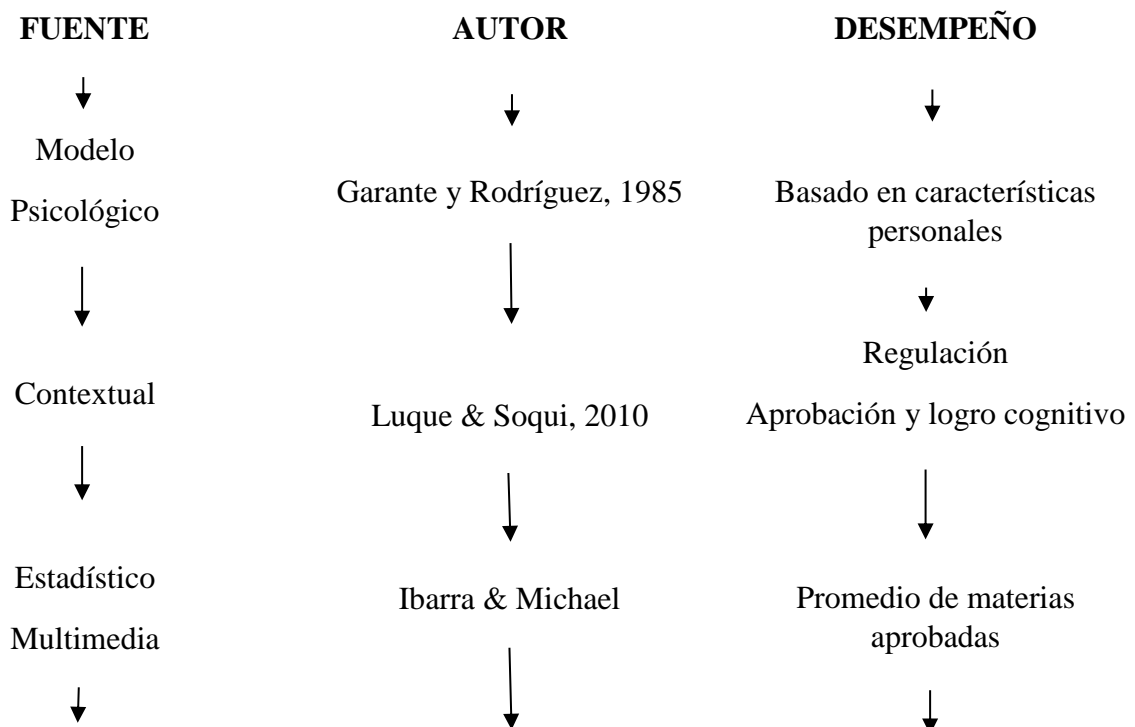 FUENTE
AUTOR
DESEMPEÑO
Modelo
Psicológico
Garante y Rodríguez, 1985
Basado en características
personales
Contextual
Luque & Soqui, 2010
Regulación
Aprobación y logro cognitivo
Estadístico
Multimedia
Ibarra & Michael
Promedio de materias
aprobadas